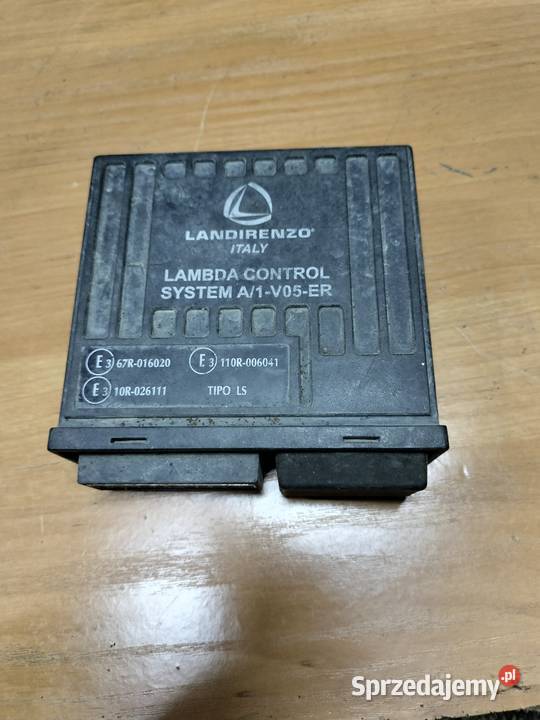 LANDIRENZO®
ITALY
LAMBDA CONTROL
SYSTEM A/1-V05-ER
E3 67R-016020 E3 110R-006041
E3 10R-026111 TIPO LS
Sprzedajemy.pl